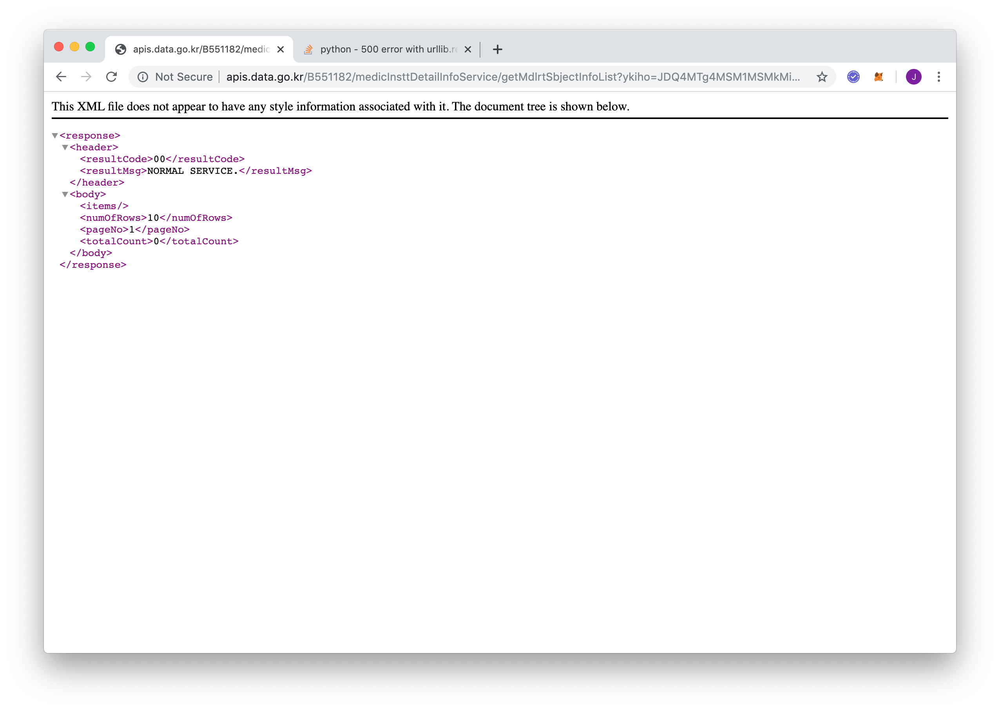 apis.data.go.kr/B551182/medic
python - 500 error with urllib.re
Not Secure apis.data.go.kr/B551182/medicInsttDetailInfoService/getMdlrtSbjectInfoList?ykiho=JDQ4MTg4MSM1MSMkMi...
J
This XML file does not appear to have any style information associated with it. The document tree is shown below.
<response>
<header>
<resultCode>00</resultCode>
<resultMsg>NORMAL SERVICE.</resultMsg>
</header>
<body>
<items/>
<numOfRows>10</numOfRows>
<pageNo>1</pageNo>
<totalCount>0</totalCount>
</body>
</response>